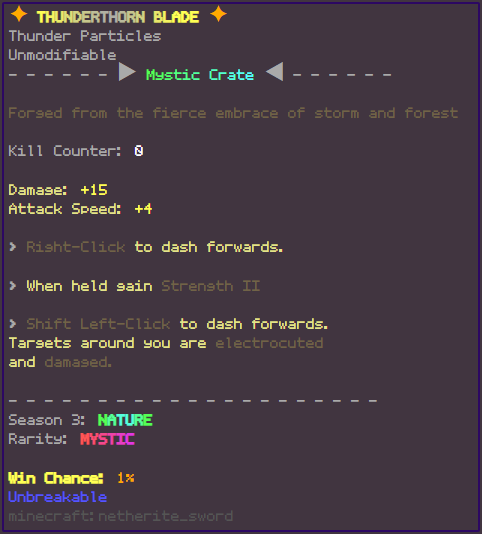 ✦ THUNDERTHORN BLADE ✦
Thunder Particles
Unmodifiable
- - - - - - ▶ Mystic Crate ◀ - - - - - -
Forged from the fierce embrace of storm and forest
Kill Counter: 0
Damage: +15
Attack Speed: +4
> Right-Click to dash forwards.
> When held gain Strength II
> Shift Left-Click to dash forwards.
Targets around you are electrocuted
and damaged.
- - - - - - - - - - - - - - - - - - - - - -
Season 3: NATURE
Rarity: MYSTIC
Win Chance: 1%
Unbreakable
minecraft:netherite_sword